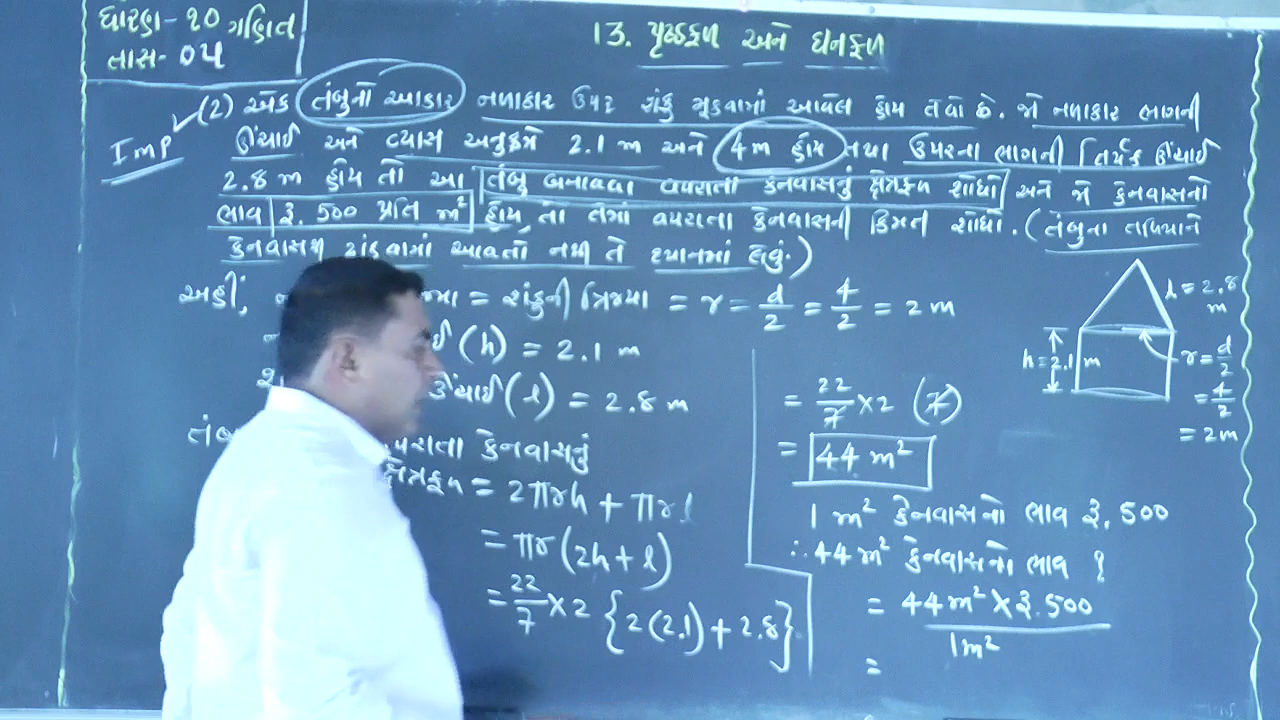 ધોરણ - ૧૦ ગણિત
તાસ - 04
13. પૃષ્ઠફળ અને ઘનફળ
IMP
(2) એક તંબુનો આકાર નળાકાર ઉપર શંકુ મૂકવામાં આવેલ હોય તેવો છે. જો નળાકાર ભાગની
ઊંચાઈ અને વ્યાસ અનુક્રમે 2.1 m અને 4m હોય તથા ઉપરના ભાગની તિર્યક ઊંચાઈ
2.8 m હોય તો આ તંબુ બનાવવા વપરાતા કેનવાસનું ક્ષેત્રફળ શોધો અને જો કેનવાસનો
ભાવ રૂ. 500 પ્રતિ m² હોય, તો તેમાં વપરાતા કેનવાસની કિંમત શોધો. (તંબુના તળિયાને
કેનવાસથી ઢાંકવામાં આવતો નથી તે ધ્યાનમાં લેવું.)
અહીં, = શંકુની ત્રિજ્યા = r = d/2 = 4/2 = 2 m
(h) = 2.1 m
ઊંચાઈ (l) = 2.8 m
વપરાતા કેનવાસનું
ક્ષેત્રફળ = 2πrh + πrl
= πr(2h + l)
= 22/7 × 2 {2(2.1) + 2.8}
= 22/7 × 2 (7)
= 44 m²
1 m² કેનવાસનો ભાવ રૂ. 500
∴ 44 m² કેનવાસનો ભાવ ?
= 44 m² × રૂ. 500 / 1m²
=
l = 2.8 m
h = 2.1 m
r = d/2
= 4/2
= 2m